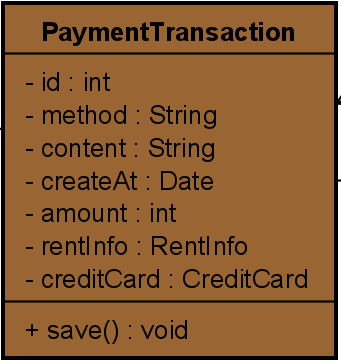 PaymentTransaction
- id : int
- method : String
- content : String
- createAt : Date
- amount : int
- rentInfo : RentInfo
- creditCard : CreditCard
+ save() : void